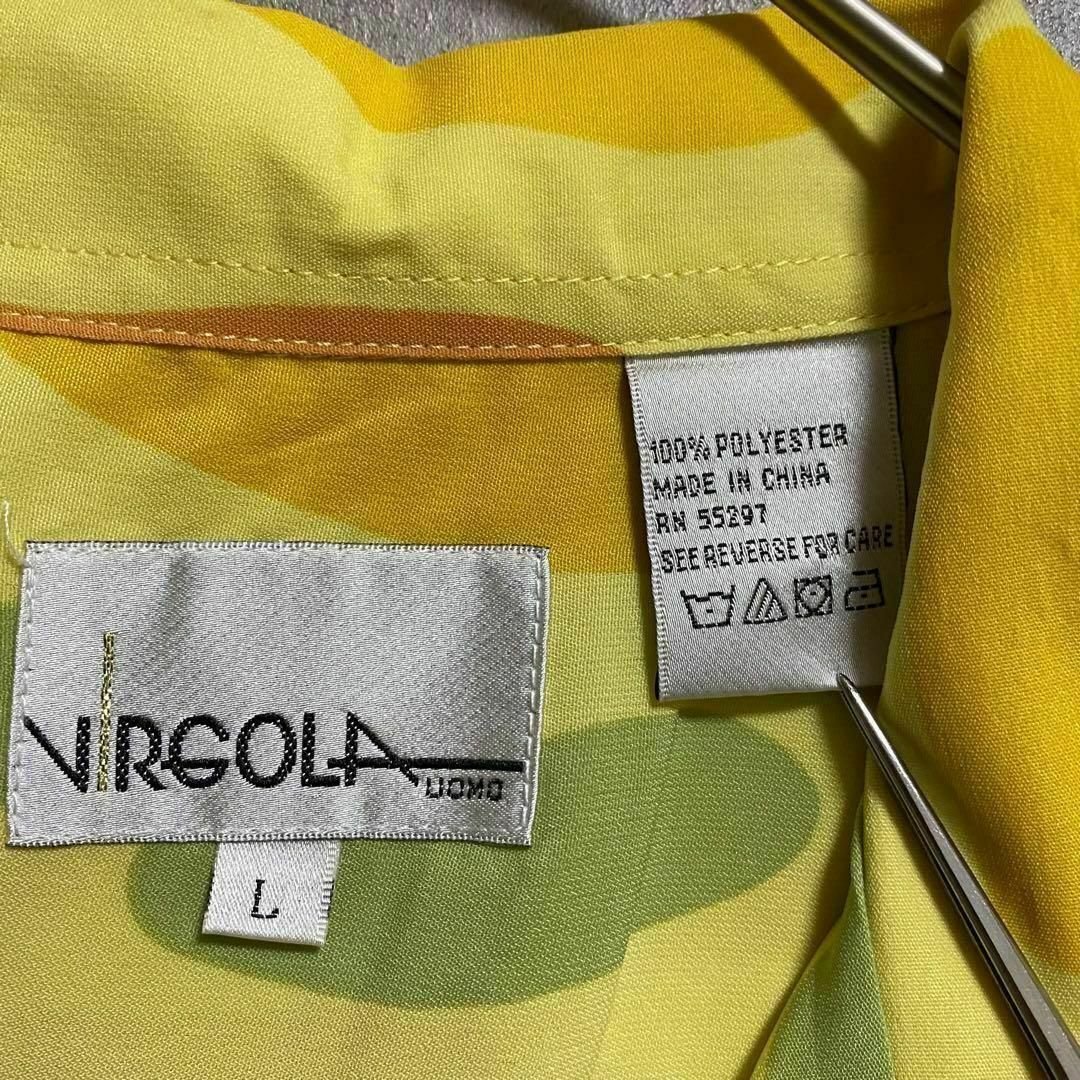 100% POLYESTER
MADE IN CHINA
RN 55297
SEE REVERSE FOR CARE
VIRGOLA
UOMO
L